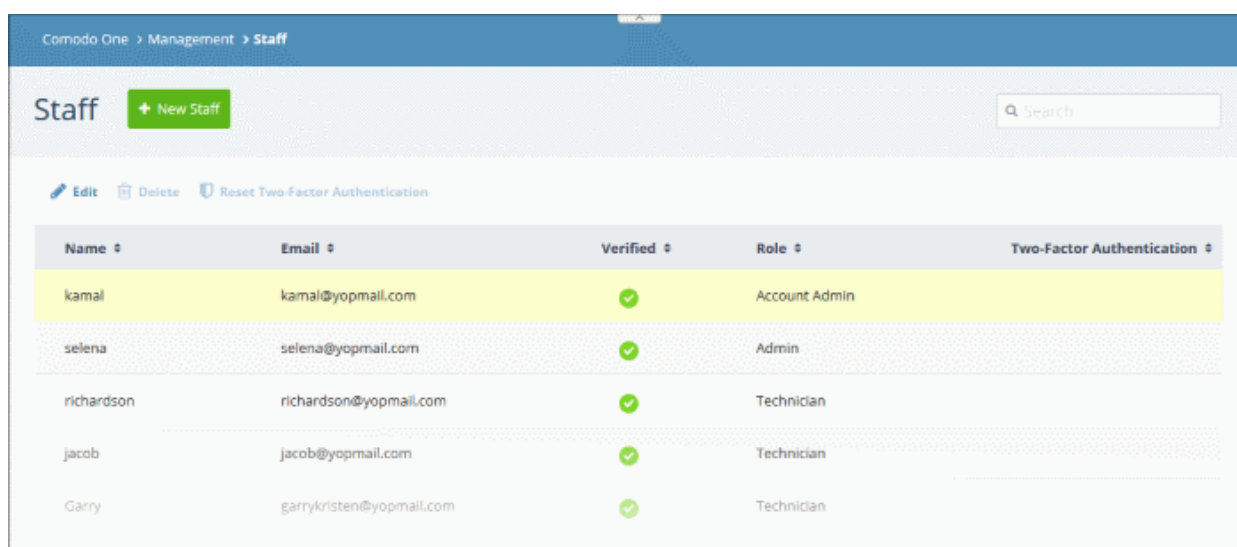 Comodo One > Management > Staff
Staff + New Staff Search
Edit Delete Reset Two-Factor Authentication
Name Email Verified Role Two-Factor Authentication
kamal kamal@yopmail.com Account Admin
selena selena@yopmail.com Admin
richardson richardson@yopmail.com Technician
jacob jacob@yopmail.com Technician
Garry garrykristen@yopmail.com Technician